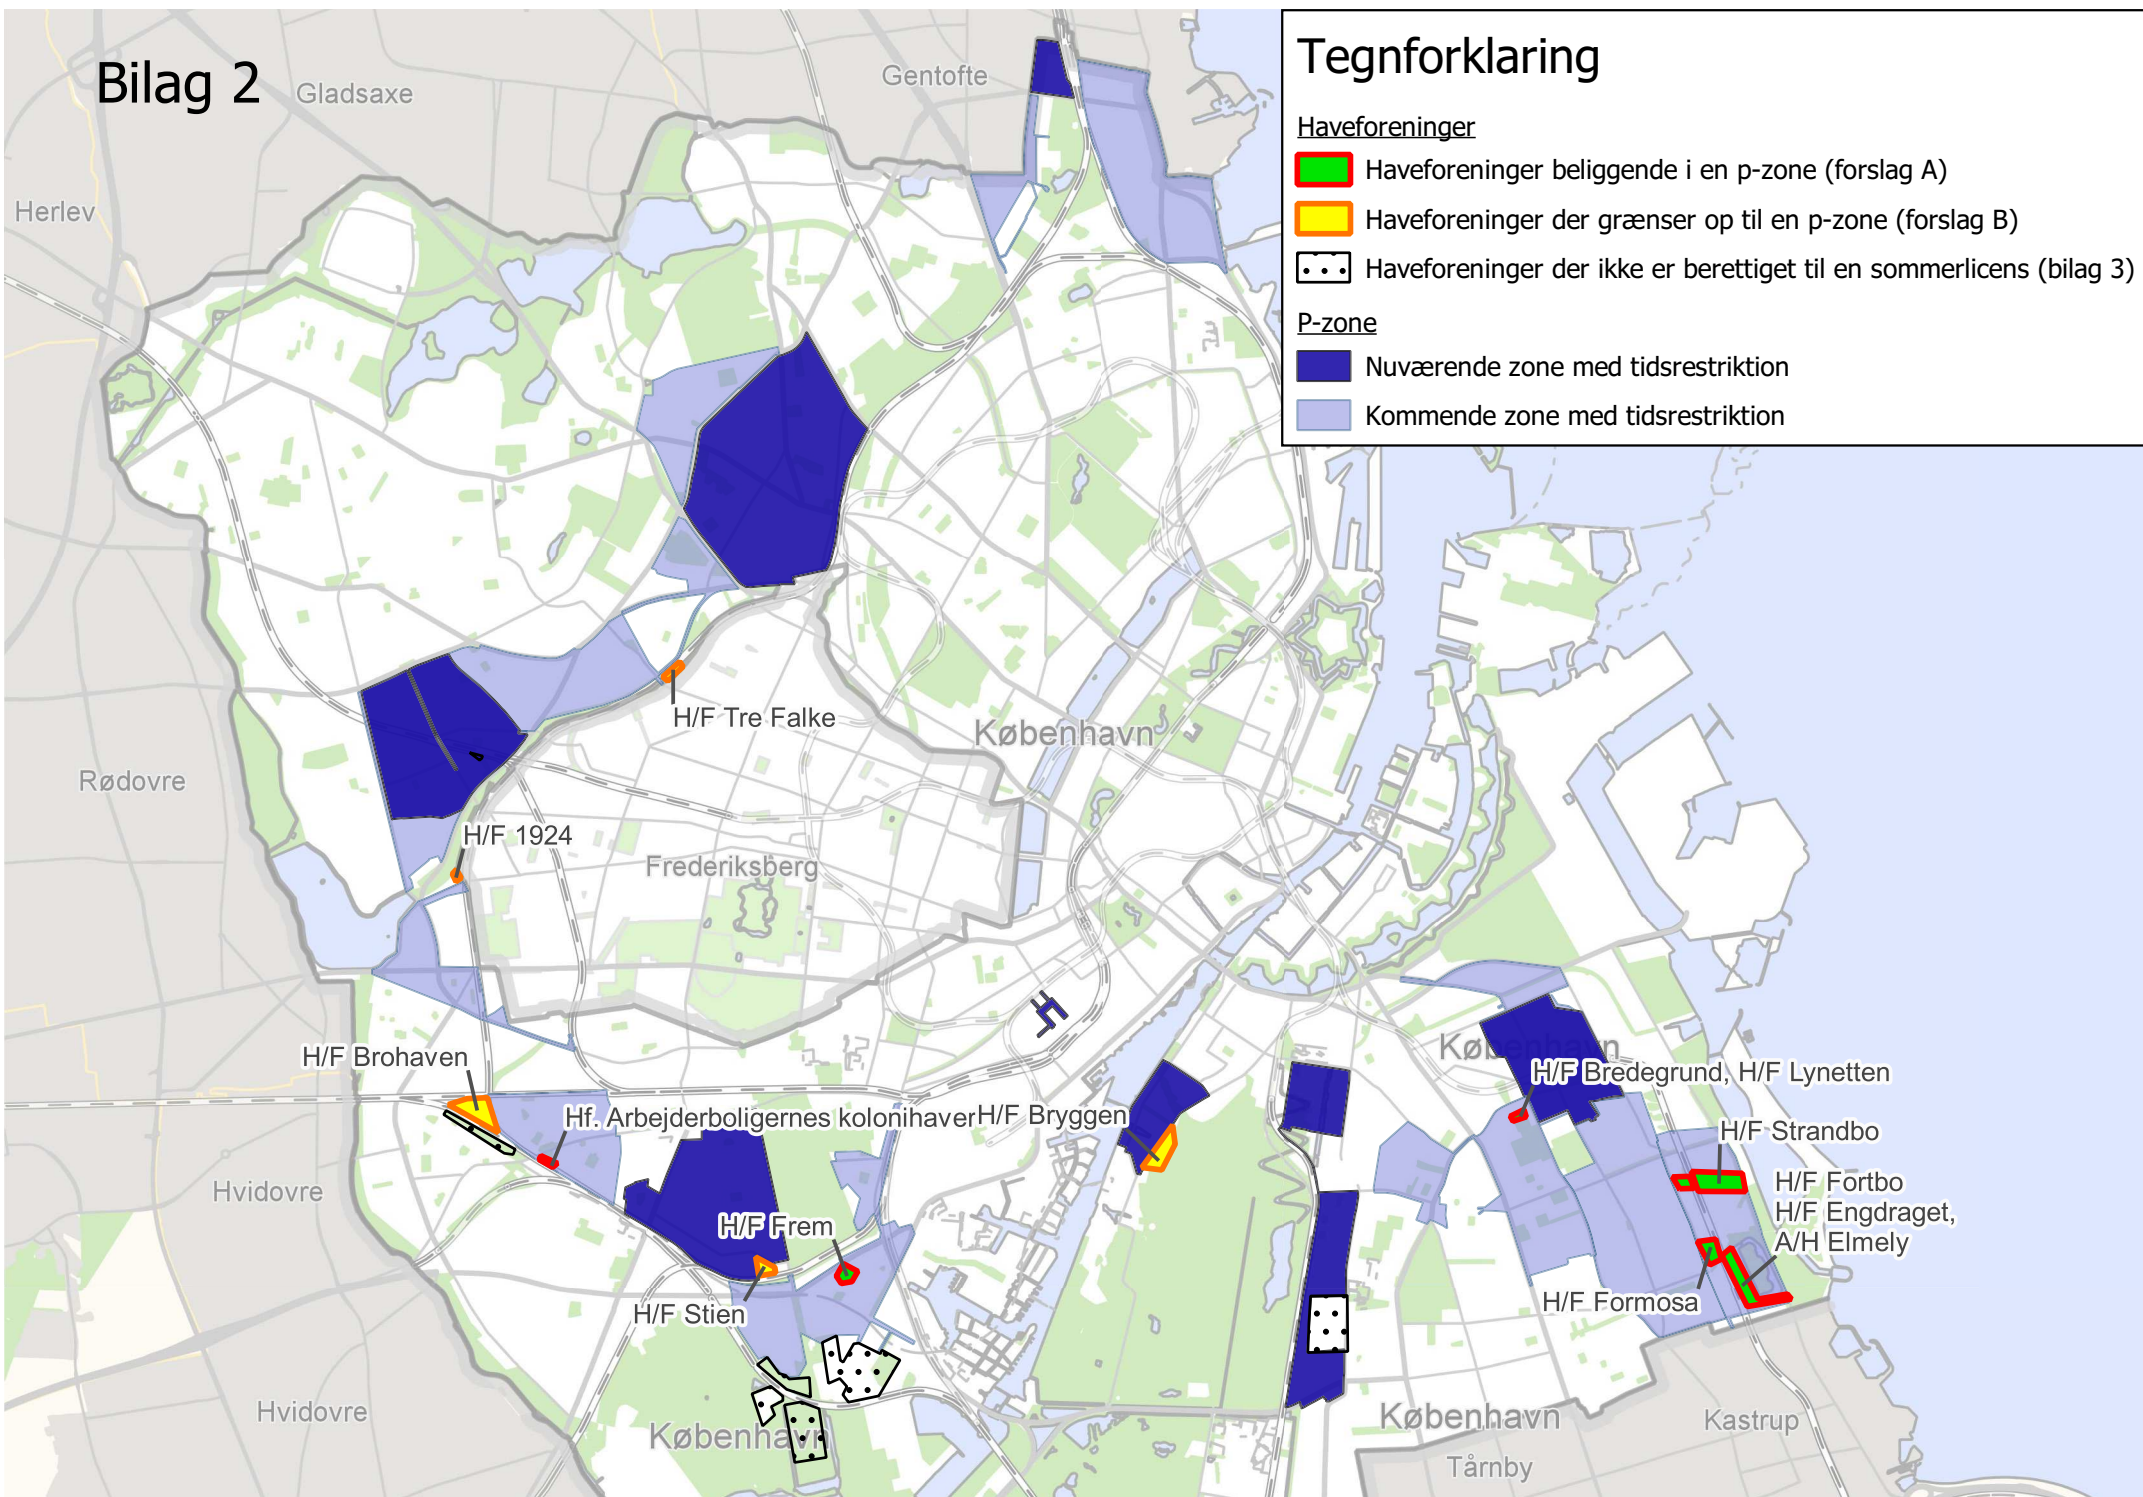 Bilag 2
Gladsaxe
Gentofte
Herlev
Tegnforklaring
Haveforeninger
Haveforeninger beliggende i en p-zone (forslag A)
Haveforeninger der grænser op til en p-zone (forslag B)
Haveforeninger der ikke er berettiget til en sommerlicens (bilag 3)
P-zone
Nuværende zone med tidsrestriktion
Kommende zone med tidsrestriktion
H/F Tre Falke
København
Rødovre
H/F 1924
Frederiksberg
København
H/F Brohaven
H/F Bredegrund, H/F Lynetten
Hf. Arbejderboligernes kolonihaver
H/F Bryggen
H/F Strandbo
Hvidovre
H/F Fortbo
H/F Engdraget,
A/H Elmely
H/F Frem
H/F Stien
H/F Formosa
Hvidovre
København
København
Kastrup
Tårnby